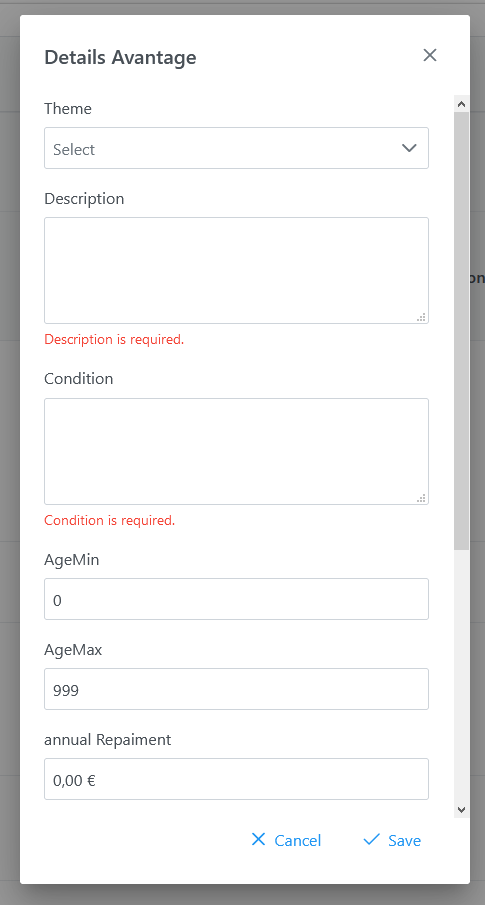 Details Avantage
Theme
Select
Description
Description is required.
Condition
Condition is required.
AgeMin
0
AgeMax
999
annual Repaiment
0,00 €
Cancel
Save